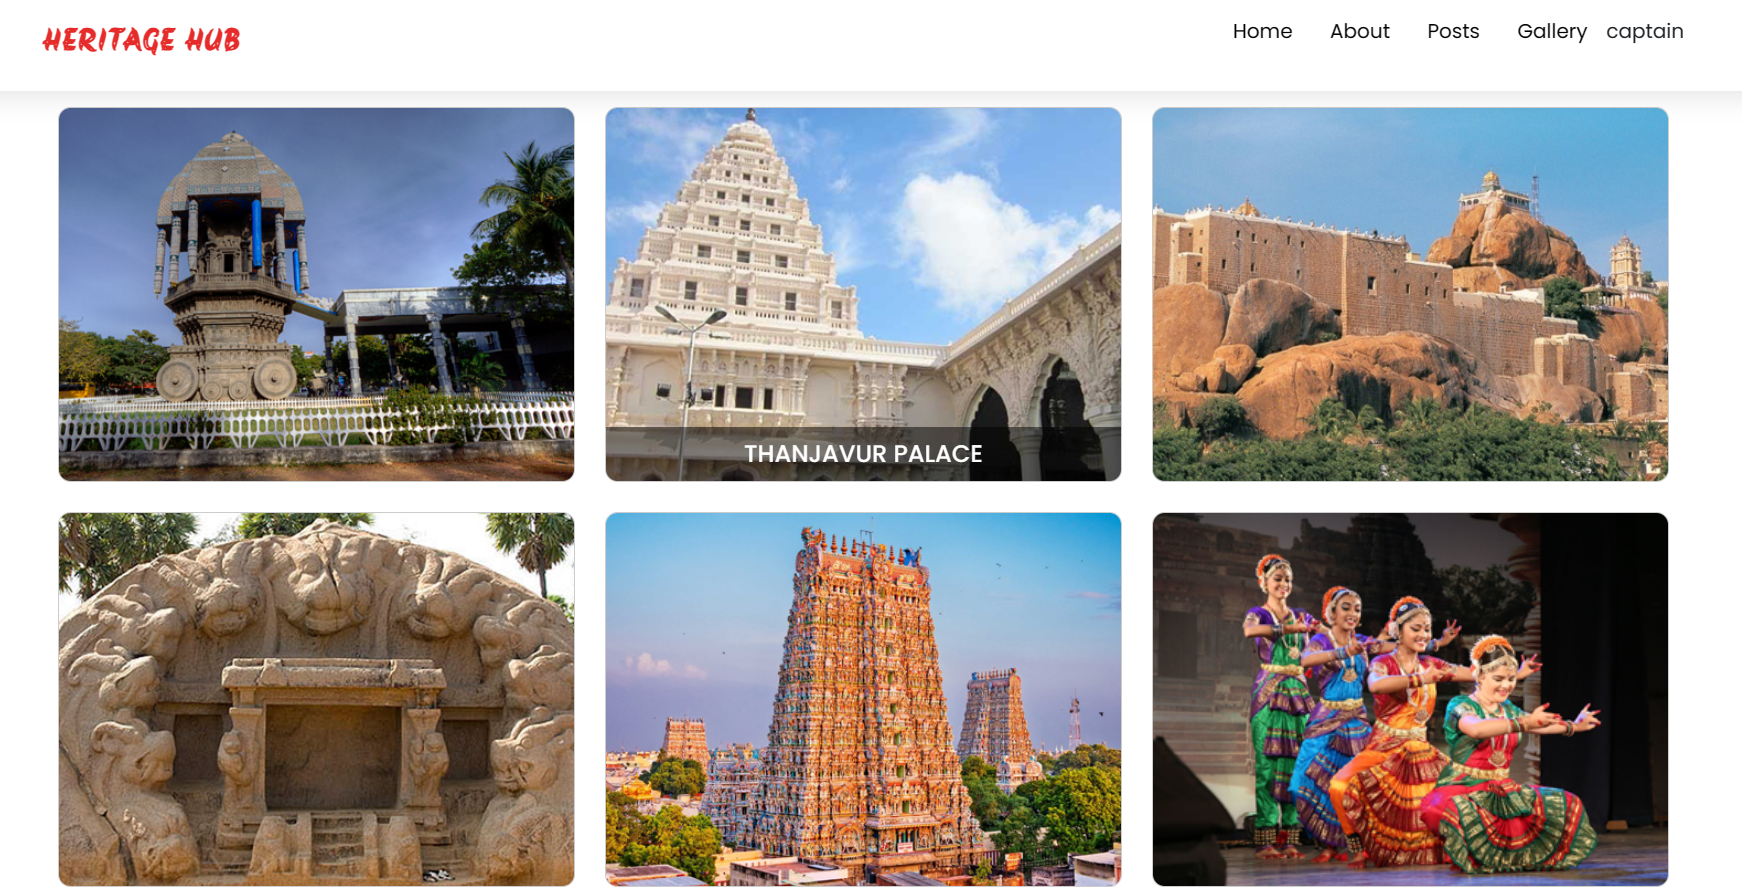 HERITAGE HUB
Home About Posts Gallery captain
THANJAVUR PALACE